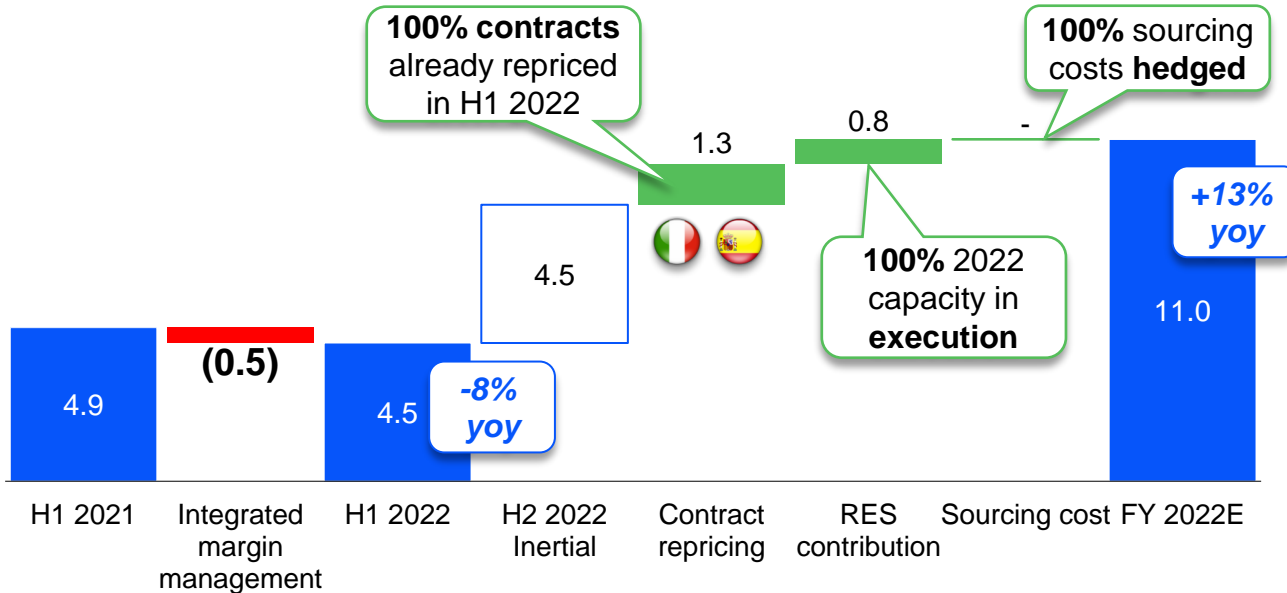 100% contracts
already repriced
in H1 2022
100% sourcing
costs hedged
1.3
0.8
-
+13%
yoy
4.5
100% 2022
capacity in
execution
11.0
(0.5)
4.9
4.5
-8%
yoy
H1 2021
Integrated
margin
management
H1 2022
H2 2022
Inertial
Contract
repricing
RES
contribution
Sourcing cost
FY 2022E